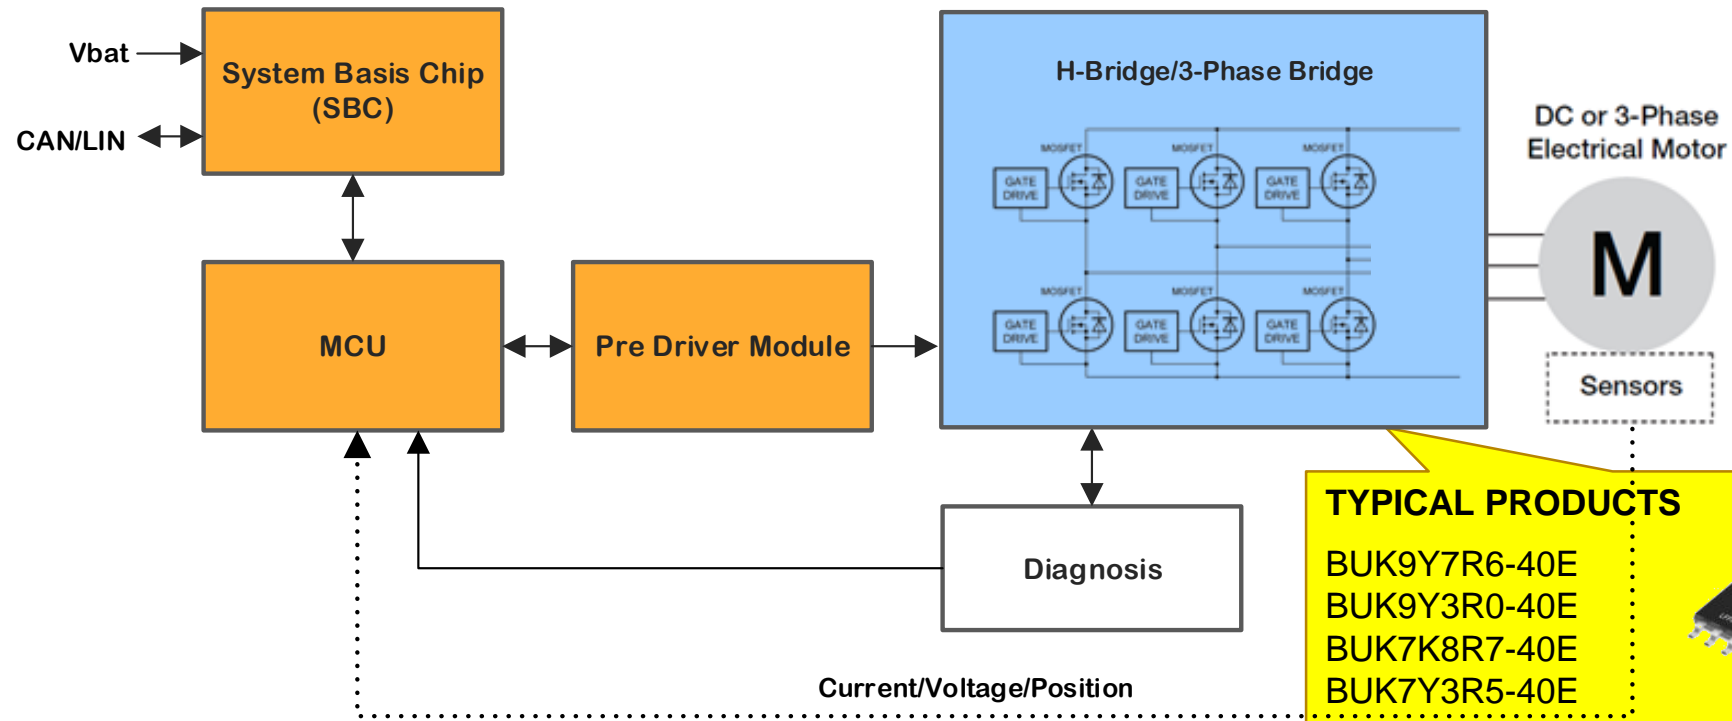 Vbat
CAN/LIN
System Basis Chip
(SBC)
H-Bridge/3-Phase Bridge
MOSFET
MOSFET
MOSFET
GATE
DRIVE
GATE
DRIVE
GATE
DRIVE
MOSFET
MOSFET
MOSFET
GATE
DRIVE
GATE
DRIVE
GATE
DRIVE
DC or 3-Phase
Electrical Motor
M
Sensors
MCU
Pre Driver Module
Diagnosis
Current/Voltage/Position
TYPICAL PRODUCTS
BUK9Y7R6-40E
BUK9Y3R0-40E
BUK7K8R7-40E
BUK7Y3R5-40E